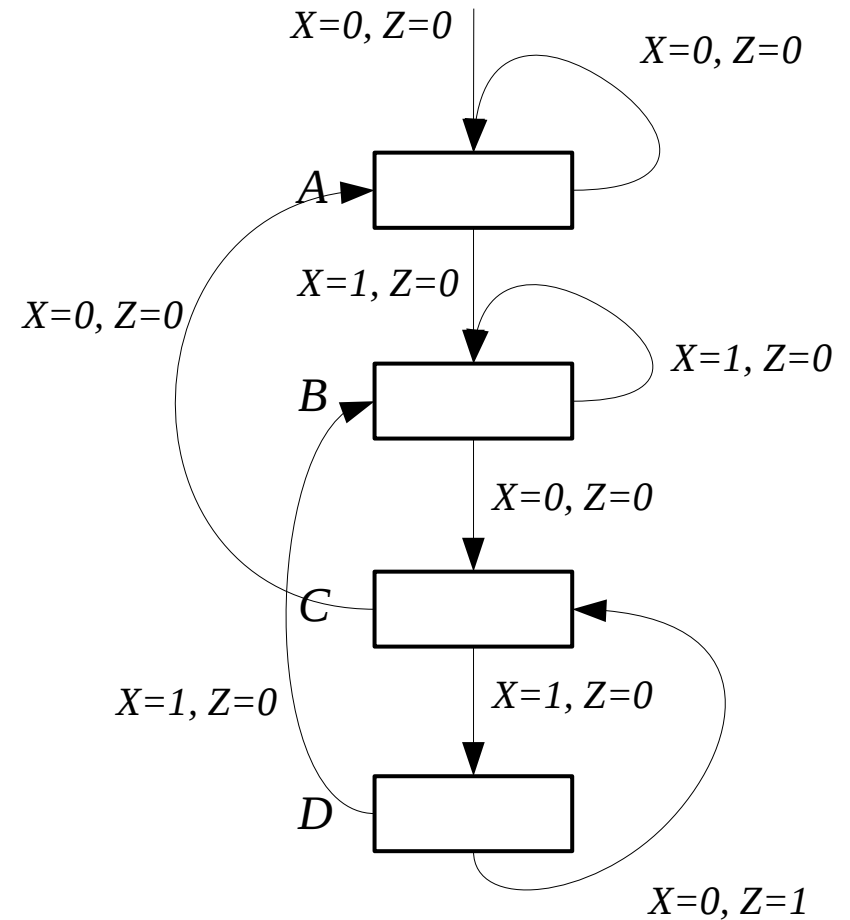 X=0, Z=0
X=0, Z=0
A
X=1, Z=0
X=0, Z=0
X=1, Z=0
B
X=0, Z=0
C
X=1, Z=0
X=1, Z=0
D
X=0, Z=1